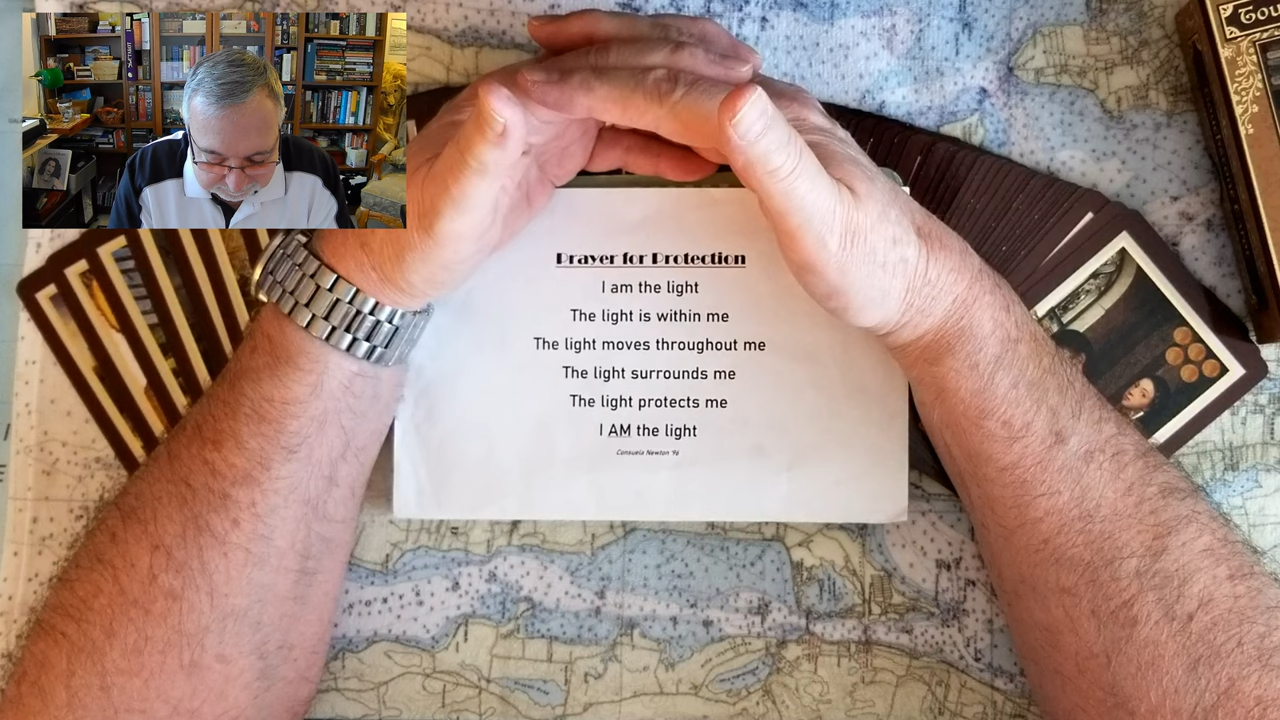 Prayer for Protection
I am the light
The light is within me
The light moves throughout me
The light surrounds me
The light protects me
I AM the light
Consuela Newton '96